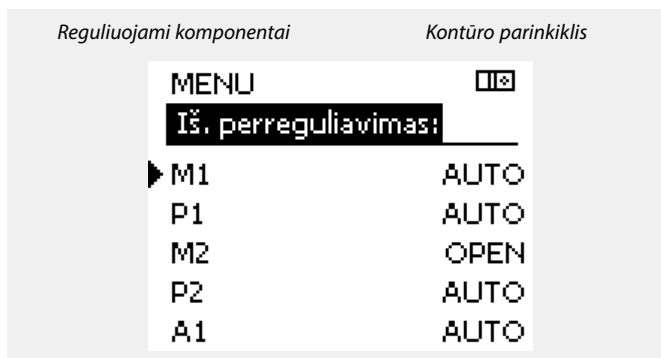 Reguliuojami komponentai Kontūro parinkiklis
MENU
Iš. perreguliavimas:
M1 AUTO
P1 AUTO
M2 OPEN
P2 AUTO
A1 AUTO